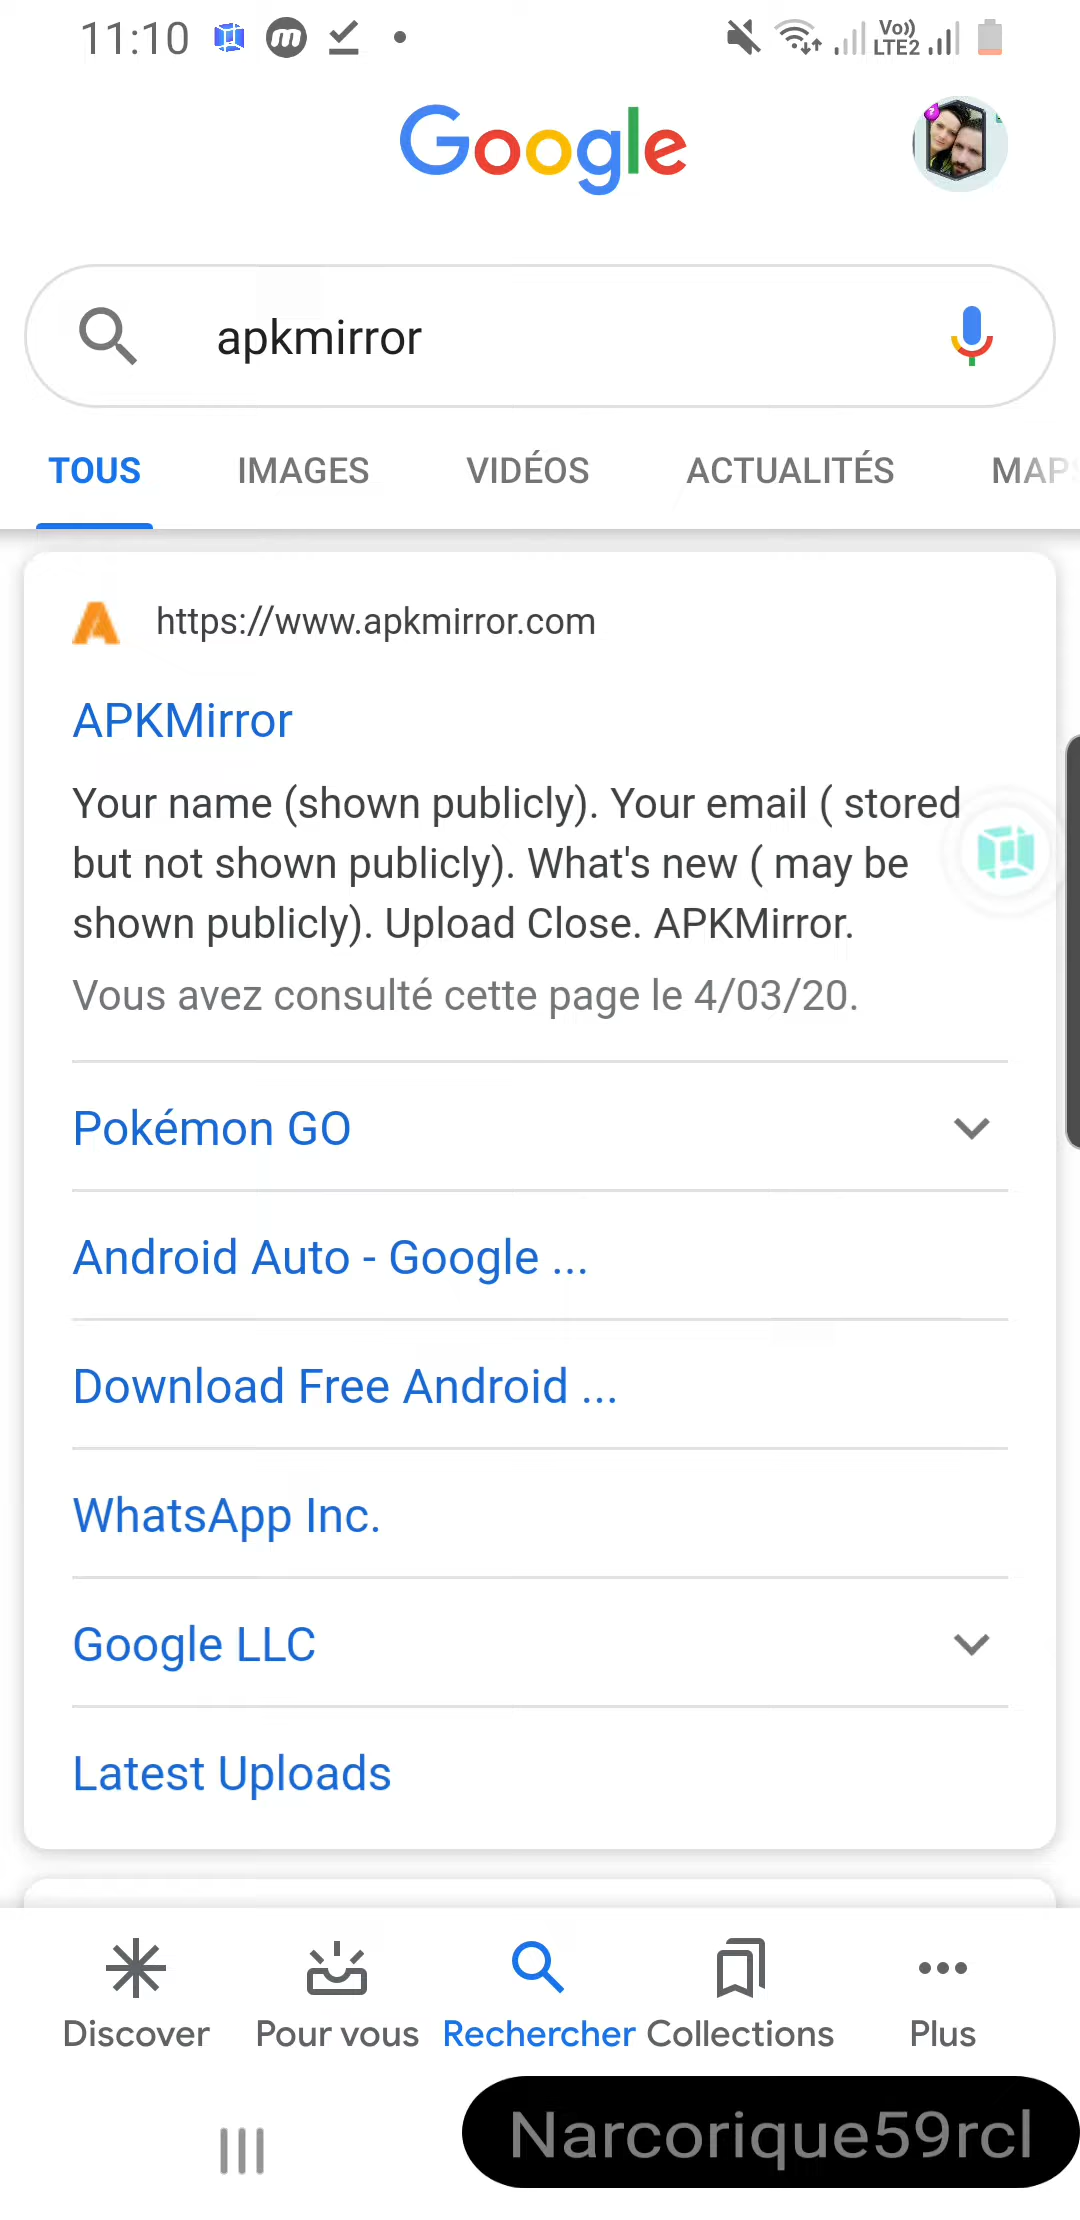 11:10
Vo))
LTE2
Google
apkmirror
TOUS IMAGES VIDÉOS ACTUALITÉS MAPS
https://www.apkmirror.com
APKMirror
Your name (shown publicly). Your email ( stored
but not shown publicly). What's new ( may be
shown publicly). Upload Close. APKMirror.
Vous avez consulté cette page le 4/03/20.
Pokémon GO
Android Auto - Google ...
Download Free Android ...
WhatsApp Inc.
Google LLC
Latest Uploads
Discover Pour vous Rechercher Collections Plus
Narcorique59rcl